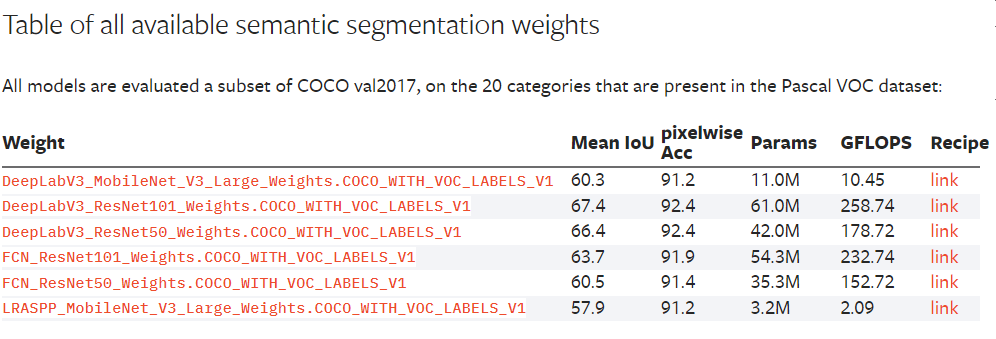 Table of all available semantic segmentation weights
All models are evaluated a subset of COCO val2017, on the 20 categories that are present in the Pascal VOC dataset:
Weight Mean IoU pixelwise Acc Params GFLOPS Recipe
DeepLabV3_MobileNet_V3_Large_Weights.COCO_WITH_VOC_LABELS_V1 60.3 91.2 11.0M 10.45 link
DeepLabV3_ResNet101_Weights.COCO_WITH_VOC_LABELS_V1 67.4 92.4 61.0M 258.74 link
DeepLabV3_ResNet50_Weights.COCO_WITH_VOC_LABELS_V1 66.4 92.4 42.0M 178.72 link
FCN_ResNet101_Weights.COCO_WITH_VOC_LABELS_V1 63.7 91.9 54.3M 232.74 link
FCN_ResNet50_Weights.COCO_WITH_VOC_LABELS_V1 60.5 91.4 35.3M 152.72 link
LRASPP_MobileNet_V3_Large_Weights.COCO_WITH_VOC_LABELS_V1 57.9 91.2 3.2M 2.09 link